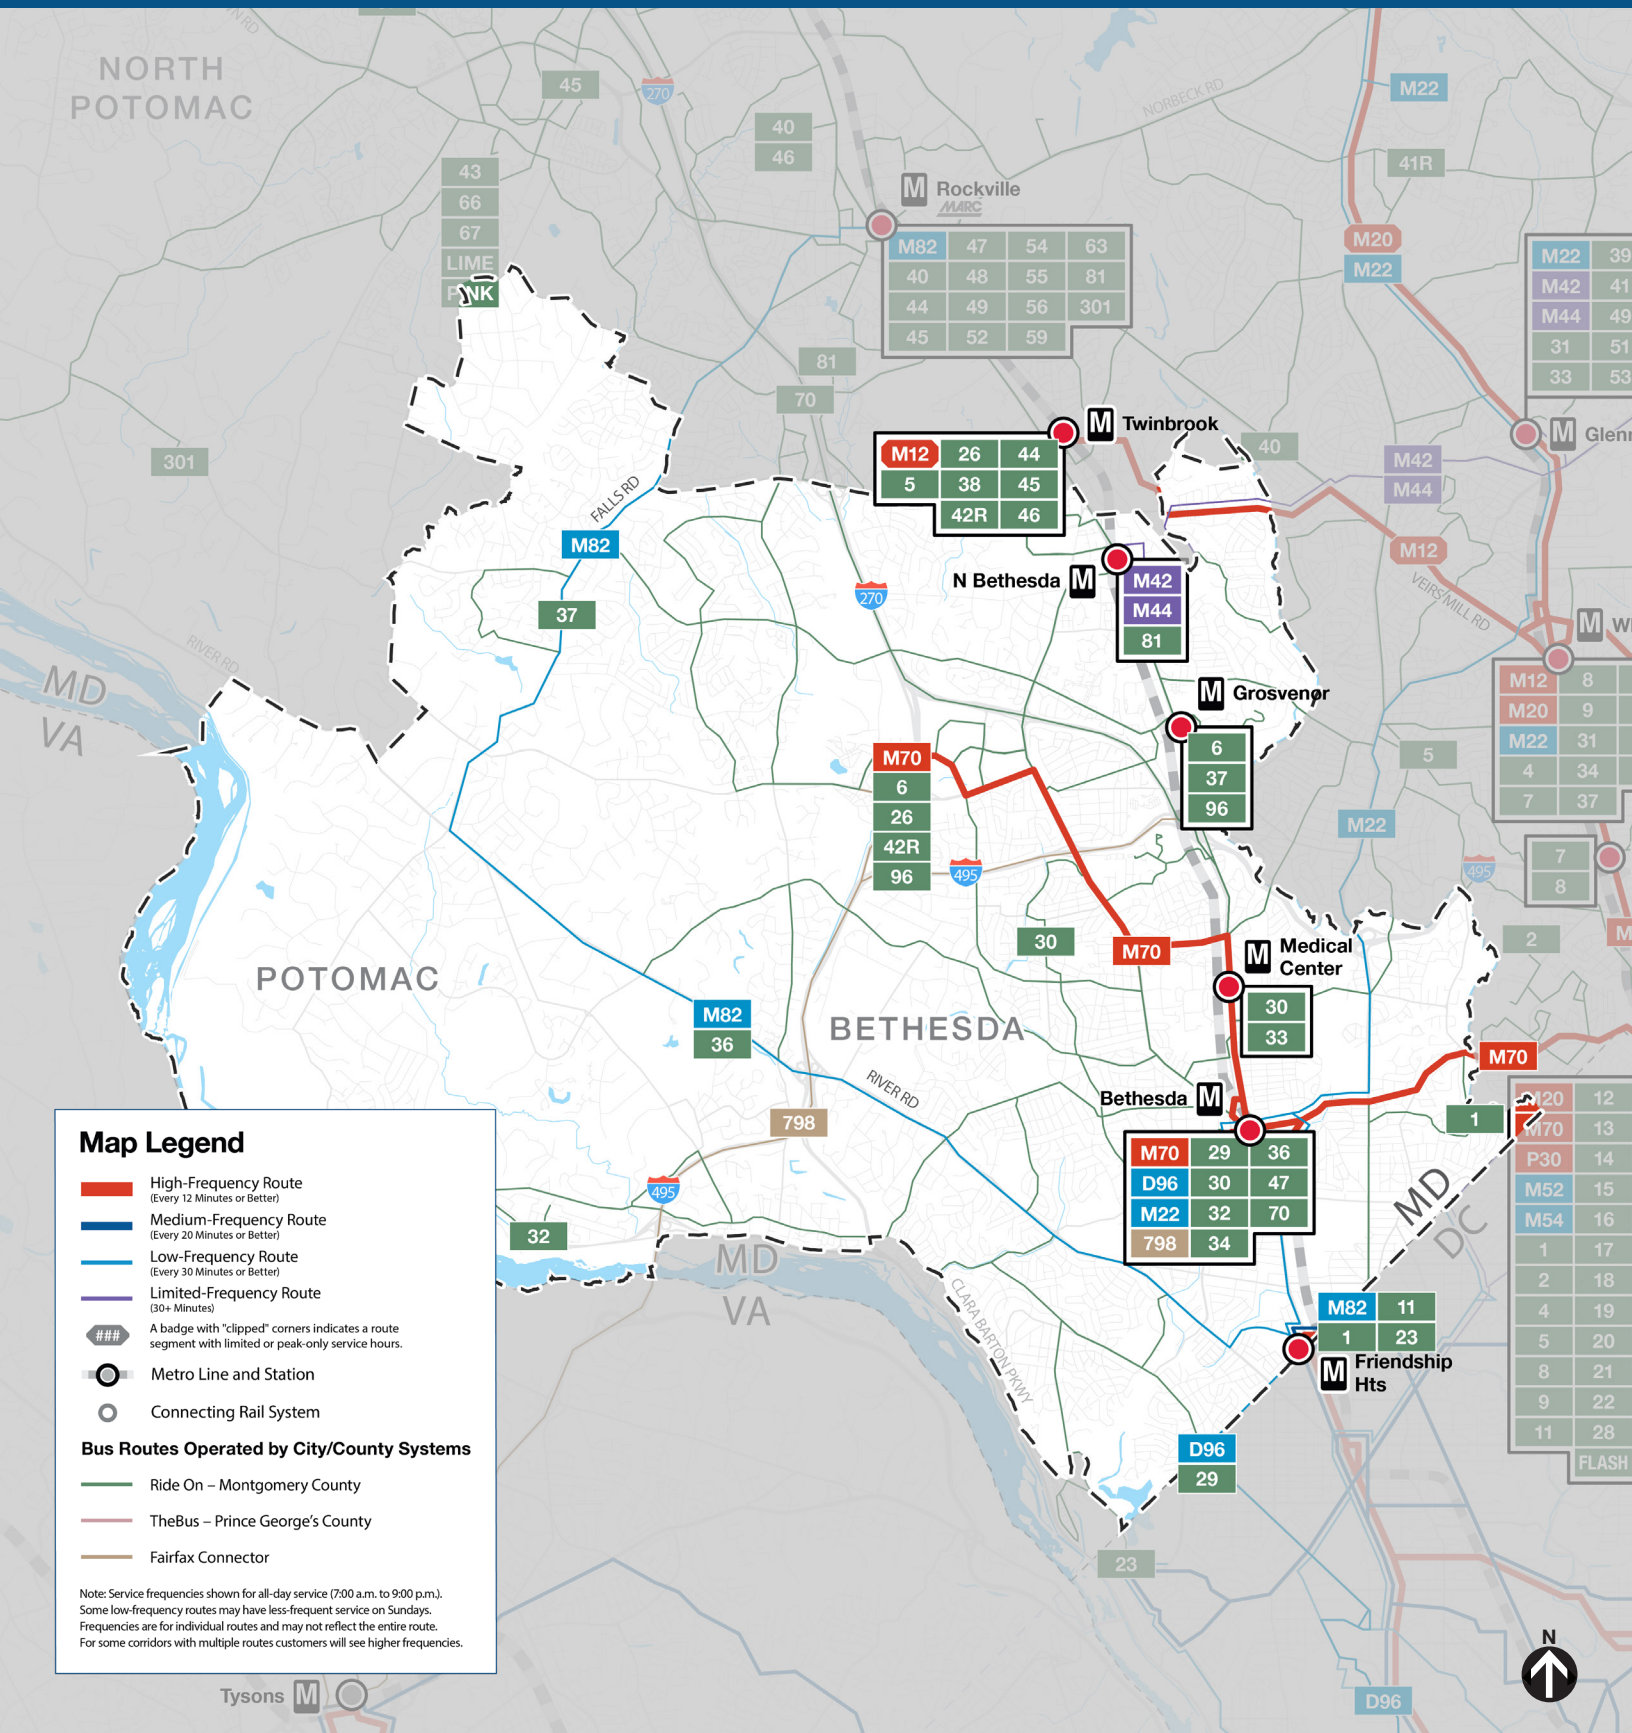 NORTH
POTOMAC
45
270
40
46
NORBECK RD
M22
41R
43
66
67
LIME
PINK
M Rockville
MARC
M82 47 54 63
40 48 55 81
44 49 56 301
45 52 59
M20
M22
M22 39
M42 41
M44 49
31 51
33 53
M
81
70
301
M Twinbrook
M12 26 44
5 38 45
42R 46
40
M42
M44
M12
VEIRS MILL RD
FALLS RD
M82
37
270
N Bethesda M
M42
M44
81
M
M12 8
M20 9
M22 31
4 34
7 37
RIVER RD
MD
VA
M Grosvenor
6
37
96
5
M22
7
8
495
M70
6
26
42R
96
495
30
M70
2
M Medical
Center
30
33
POTOMAC
BETHESDA
M82
36
RIVER RD
798
M70
Bethesda M
M70 29 36
D96 30 47
M22 32 70
798 34
1
M20 12
M70 13
P30 14
M52 15
M54 16
1 17
2 18
4 19
5 20
8 21
9 22
11 28
FLASH
MD
DC
495
32
MD
VA
CLARA BARTON PKWY
M82 11
1 23
M Friendship
Hts
D96
29
23
D96
N
Tysons M
Map Legend
High-Frequency Route
(Every 12 Minutes or Better)
Medium-Frequency Route
(Every 20 Minutes or Better)
Low-Frequency Route
(Every 30 Minutes or Better)
Limited-Frequency Route
(30+ Minutes)
### A badge with "clipped" corners indicates a route
segment with limited or peak-only service hours.
Metro Line and Station
Connecting Rail System
Bus Routes Operated by City/County Systems
Ride On – Montgomery County
TheBus – Prince George's County
Fairfax Connector
Note: Service frequencies shown for all-day service (7:00 a.m. to 9:00 p.m.).
Some low-frequency routes may have less-frequent service on Sundays.
Frequencies are for individual routes and may not reflect the entire route.
For some corridors with multiple routes customers will see higher frequencies.